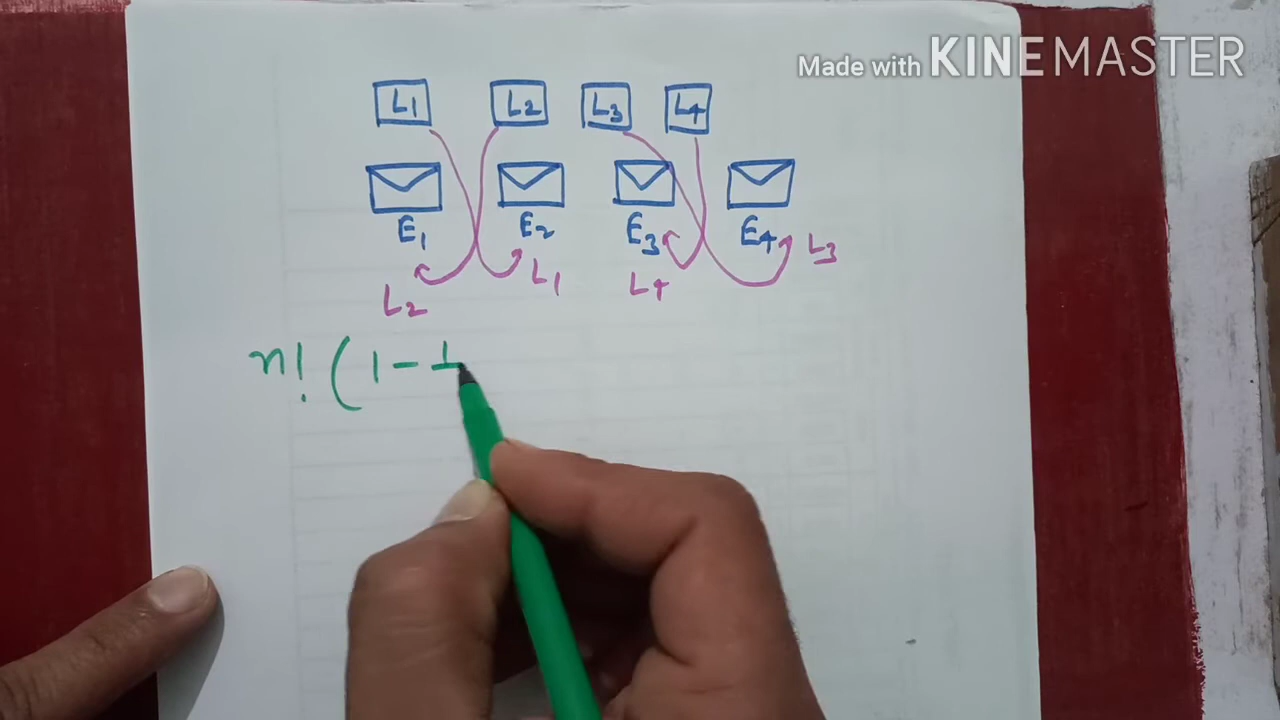 Made with KINEMASTER
L1 L2 L3 L4
E1 E2 E3 E4
L2 L1 L4 L3
n! ( 1 - 1